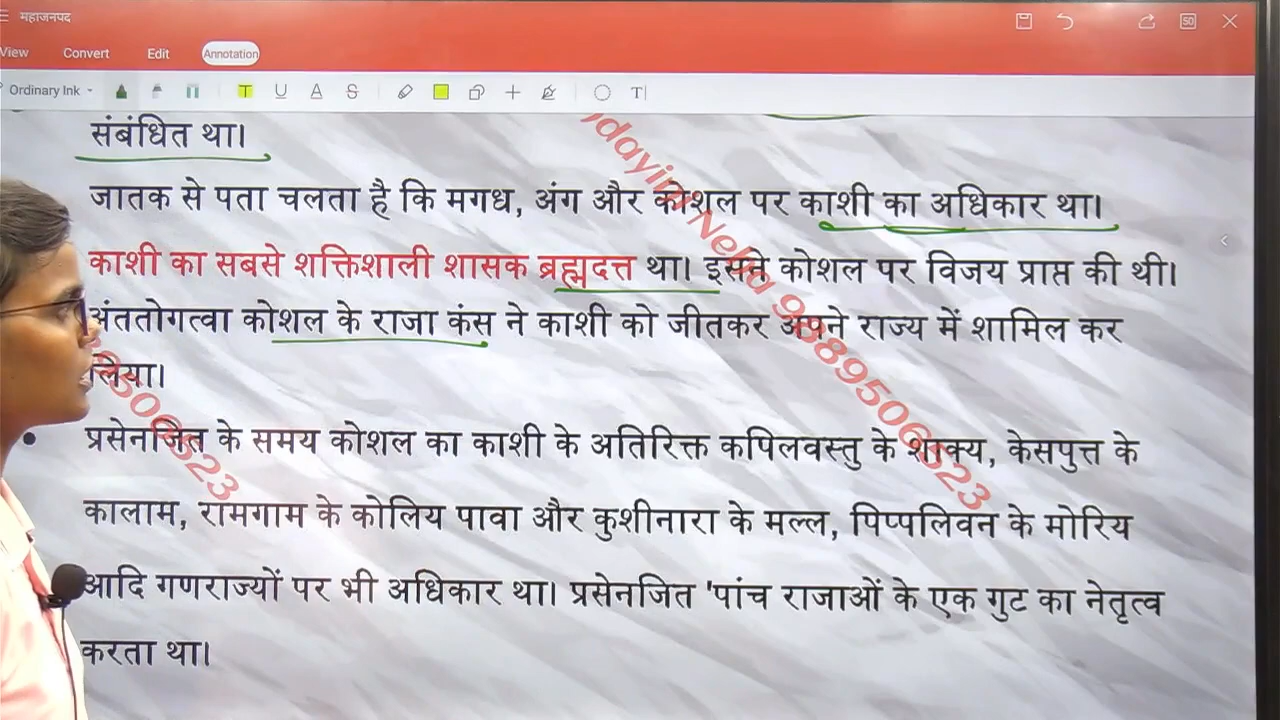 महाजनपद
View Convert Edit Annotation
Ordinary Ink
संबंधित था।
जातक से पता चलता है कि मगध, अंग और कोशल पर काशी का अधिकार था।
काशी का सबसे शक्तिशाली शासक ब्रह्मदत्त था। इसने कोशल पर विजय प्राप्त की थी।
अंततोगत्वा कोशल के राजा कंस ने काशी को जीतकर अपने राज्य में शामिल कर
लिया।
प्रसेनजित के समय कोशल का काशी के अतिरिक्त कपिलवस्तु के शाक्य, केसपुत्त के
कालाम, रामगाम के कोलिय पावा और कुशीनारा के मल्ल, पिप्पलिवन के मोरिय
आदि गणराज्यों पर भी अधिकार था। प्रसेनजित 'पांच राजाओं के एक गुट का नेतृत्व
करता था।